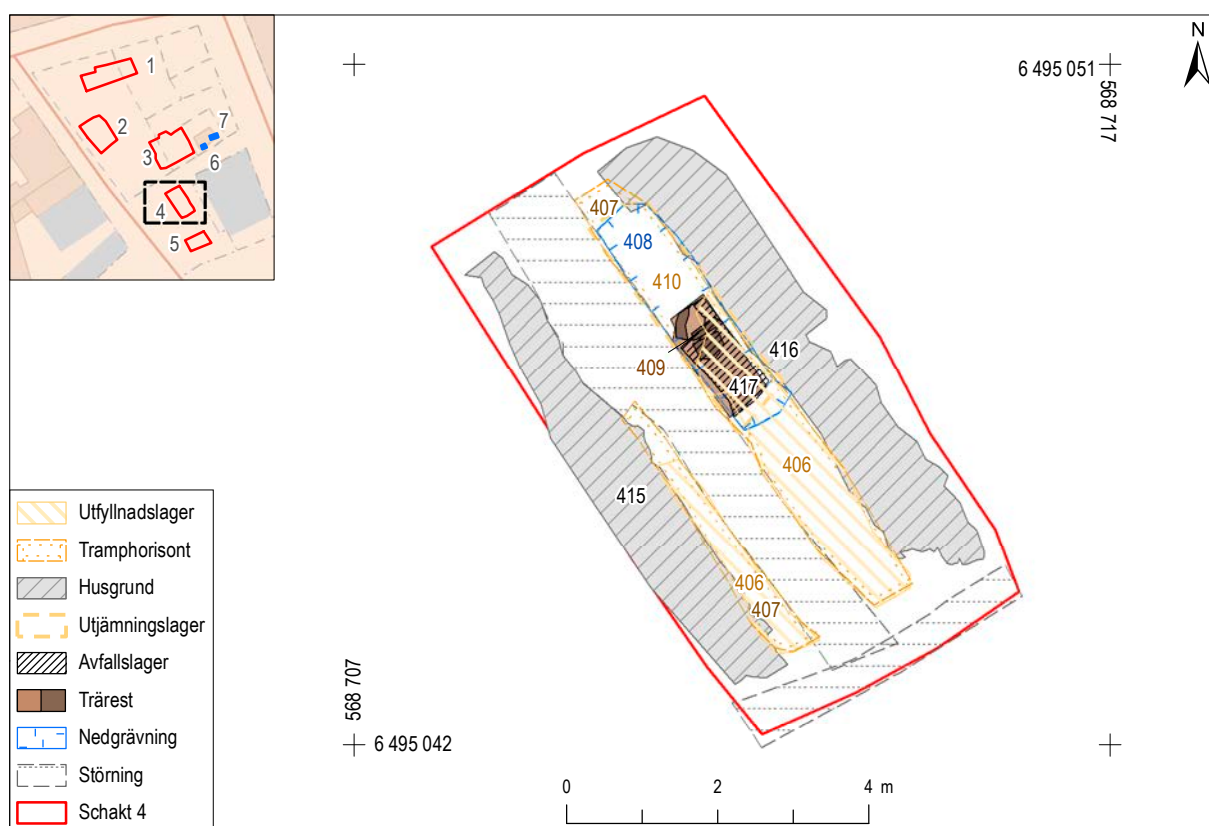 1
2
3
7
6
4
5
N
6 495 051
568 717
407
408
410
409
416
417
406
415
406
407
568 707
6 495 042
Utfyllnadslager
Tramphorisont
Husgrund
Utjämningslager
Avfallslager
Trärest
Nedgrävning
Störning
Schakt 4
0 2 4 m